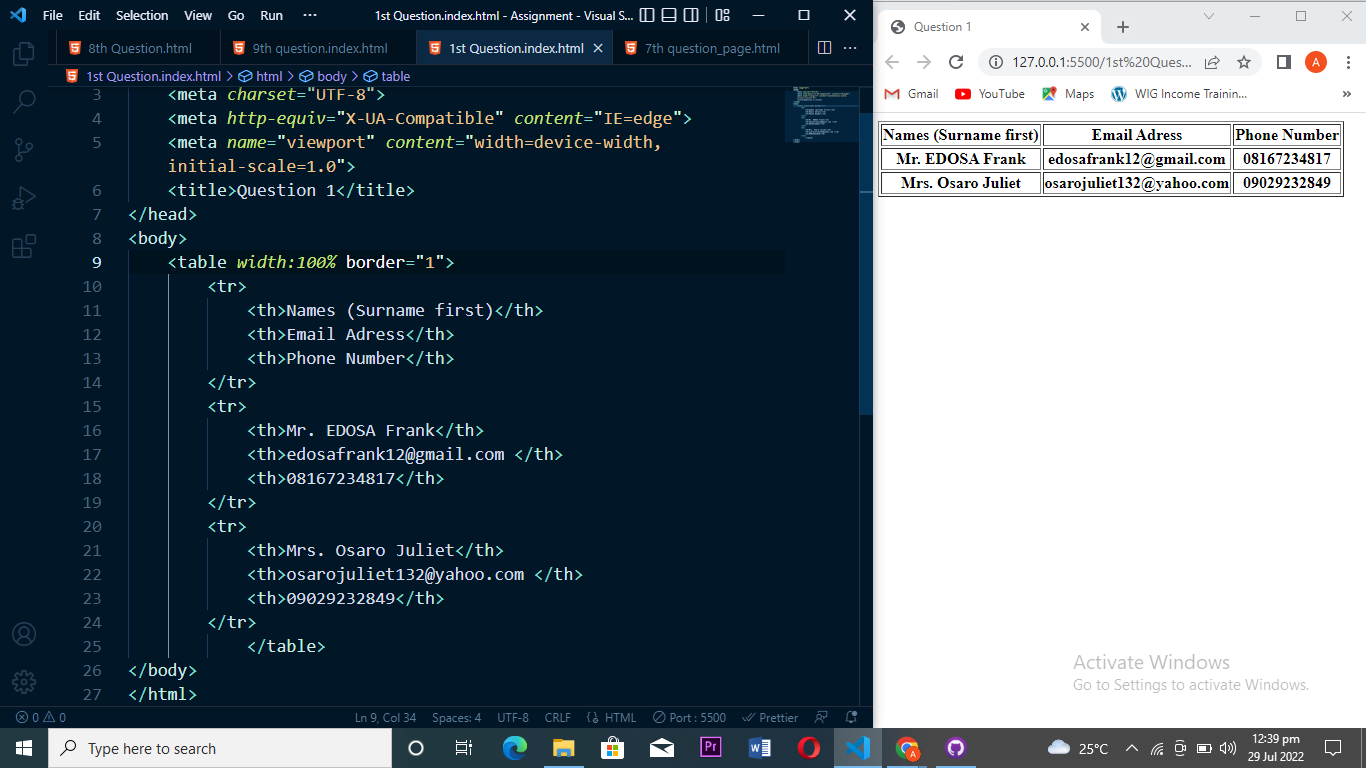 File Edit Selection View Go Run ··· 1st Question.index.html - Assignment - Visual S...
8th Question.html 9th question.index.html 1st Question.index.html 7th question_page.html
1st Question.index.html > html > body > table
3 <meta charset="UTF-8">
4 <meta http-equiv="X-UA-Compatible" content="IE=edge">
5 <meta name="viewport" content="width=device-width,
initial-scale=1.0">
6 <title>Question 1</title>
7 </head>
8 <body>
9 <table width:100% border="1">
10 <tr>
11 <th>Names (Surname first)</th>
12 <th>Email Adress</th>
13 <th>Phone Number</th>
14 </tr>
15 <tr>
16 <th>Mr. EDOSA Frank</th>
17 <th>edosafrank12@gmail.com </th>
18 <th>08167234817</th>
19 </tr>
20 <tr>
21 <th>Mrs. Osaro Juliet</th>
22 <th>osarojuliet132@yahoo.com </th>
23 <th>09029232849</th>
24 </tr>
25 </table>
26 </body>
27 </html>
0 0 Ln 9, Col 34 Spaces: 4 UTF-8 CRLF HTML Port : 5500 Prettier
Question 1
127.0.0.1:5500/1st%20Ques... A
Gmail YouTube Maps WIG Income Trainin... »
Names (Surname first) Email Adress Phone Number
Mr. EDOSA Frank edosafrank12@gmail.com 08167234817
Mrs. Osaro Juliet osarojuliet132@yahoo.com 09029232849
Activate Windows
Go to Settings to activate Windows.
Type here to search Pr A 25°C 12:39 pm
29 Jul 2022